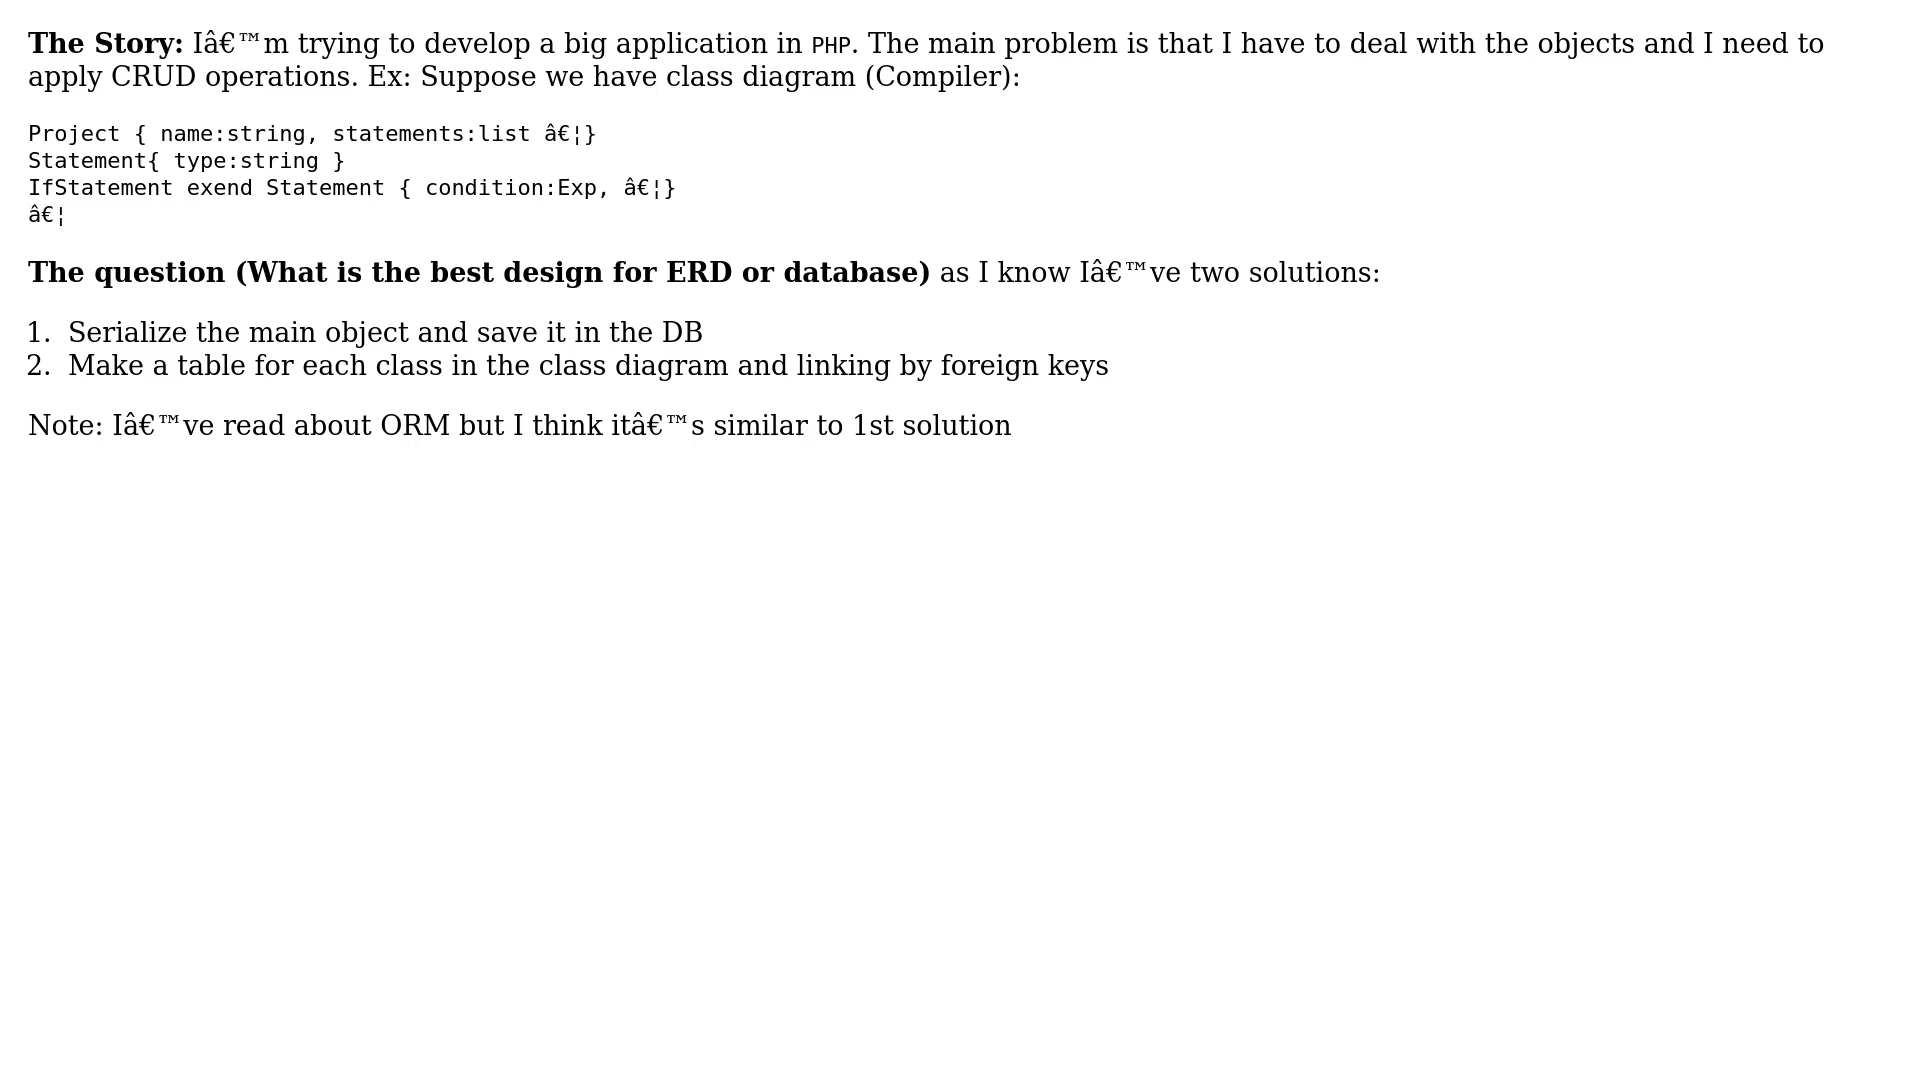 The Story: Iâ€™m trying to develop a big application in PHP. The main problem is that I have to deal with the objects and I need to
apply CRUD operations. Ex: Suppose we have class diagram (Compiler):
Project { name:string, statements:list â€¦}
Statement{ type:string }
IfStatement exend Statement { condition:Exp, â€¦}
â€¦
The question (What is the best design for ERD or database) as I know Iâ€™ve two solutions:
1. Serialize the main object and save it in the DB
2. Make a table for each class in the class diagram and linking by foreign keys
Note: Iâ€™ve read about ORM but I think itâ€™s similar to 1st solution